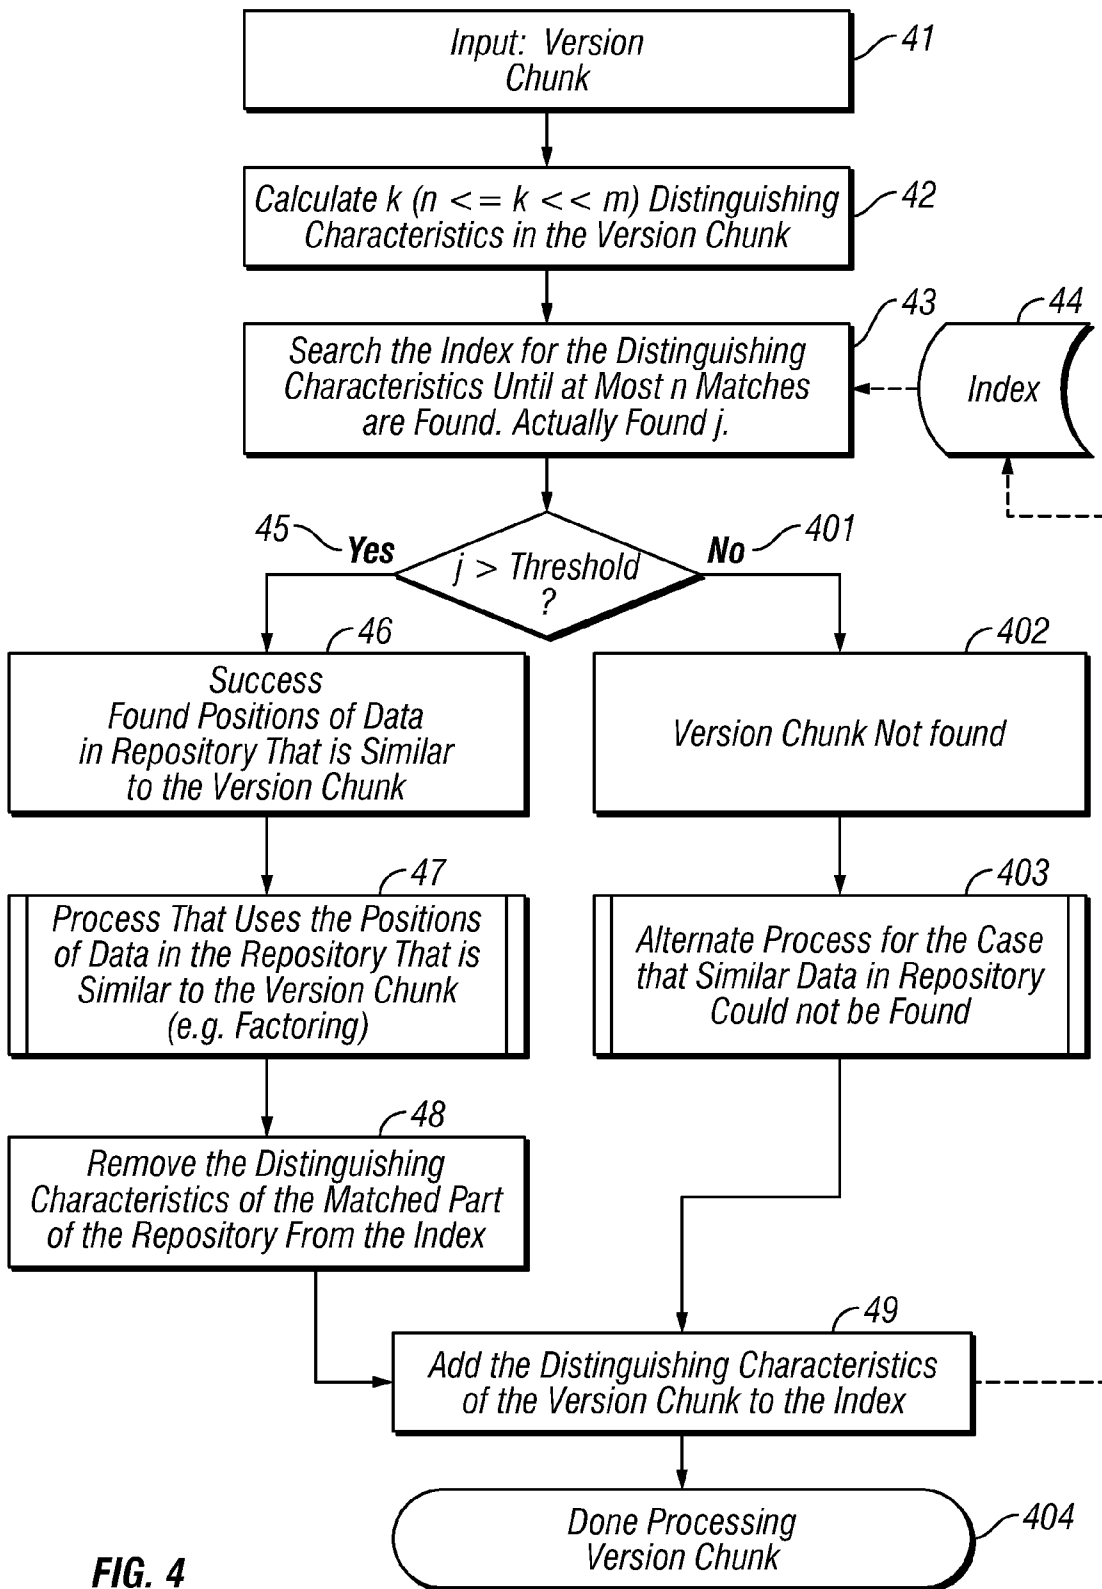 Input: Version
Chunk
41
Calculate k (n < = k << m) Distinguishing
Characteristics in the Version Chunk
42
Search the Index for the Distinguishing
Characteristics Until at Most n Matches
are Found. Actually Found j.
43
44
Index
45
Yes
j > Threshold
?
No
401
46
Success
Found Positions of Data
in Repository That is Similar
to the Version Chunk
402
Version Chunk Not found
47
Process That Uses the Positions
of Data in the Repository That is
Similar to the Version Chunk
(e.g. Factoring)
403
Alternate Process for the Case
that Similar Data in Repository
Could not be Found
48
Remove the Distinguishing
Characteristics of the Matched Part
of the Repository From the Index
49
Add the Distinguishing Characteristics
of the Version Chunk to the Index
Done Processing
Version Chunk
404
FIG. 4